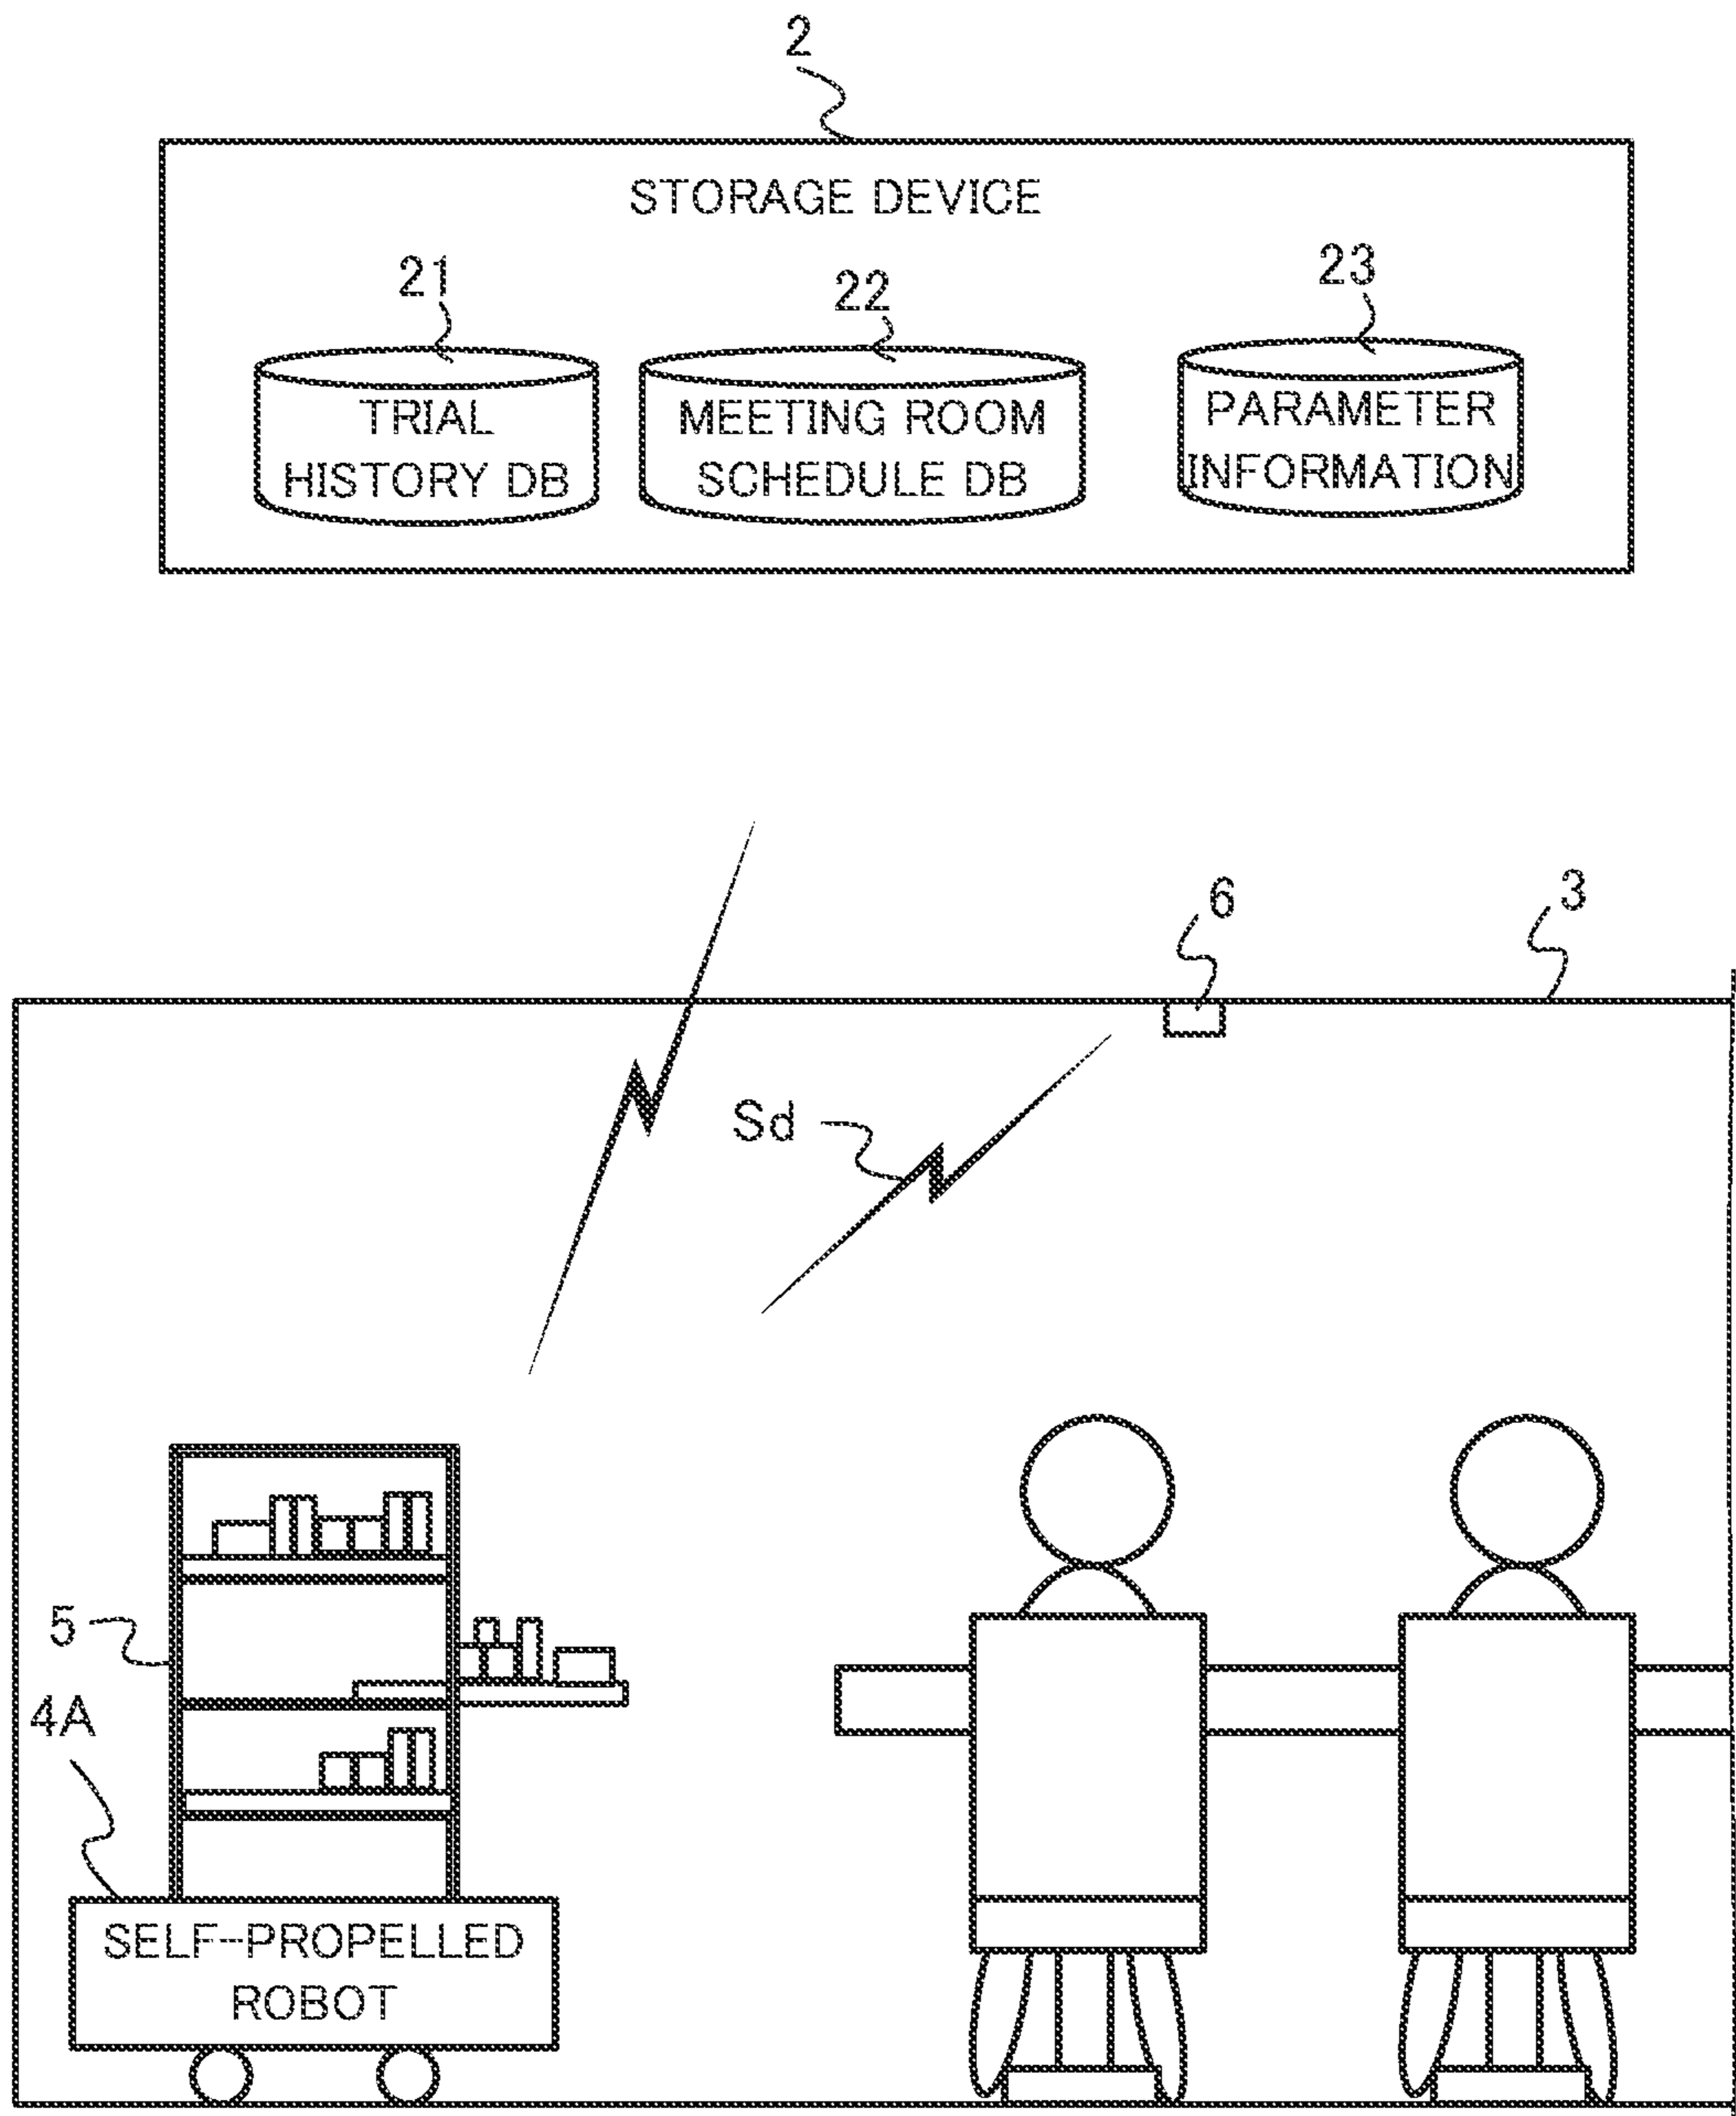 2
STORAGE DEVICE
21
22
23
TRIAL
HISTORY DB
MEETING ROOM
SCHEDULE DB
PARAMETER
INFORMATION
6
3
Sd
5
4A
SELF-PROPELLED
ROBOT